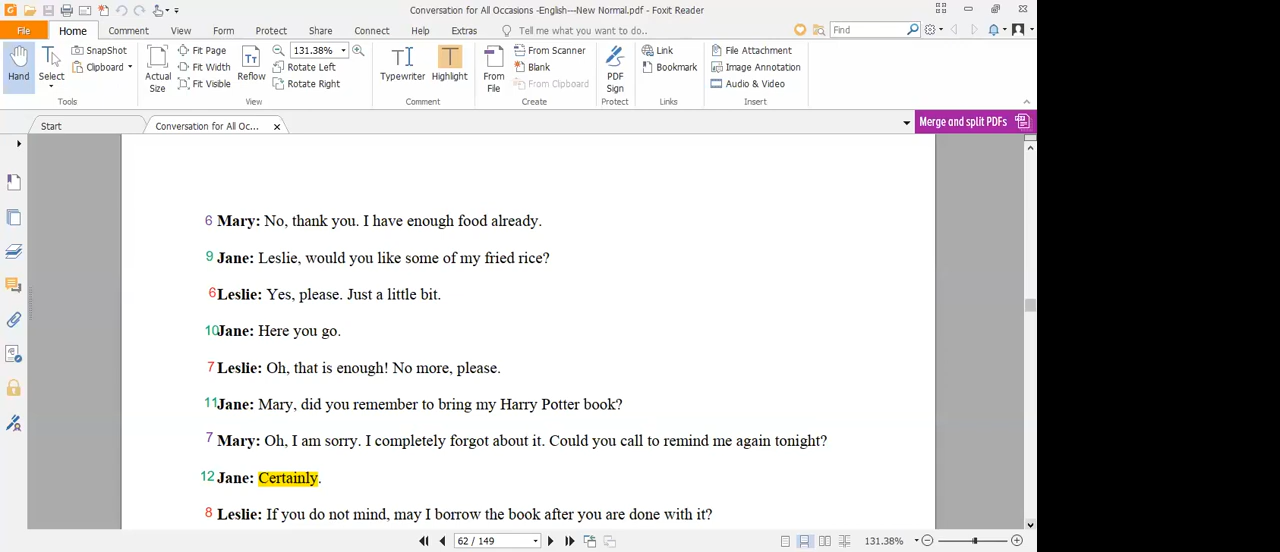 Conversation for All Occasions -English---New Normal.pdf - Foxit Reader
File Home Comment View Form Protect Share Connect Help Extras Tell me what you want to do.. Find
Hand
Select
SnapShot
Clipboard
Tools
Actual Size
Fit Page
Fit Width
Fit Visible
Reflow
131.38%
Rotate Left
Rotate Right
View
Typewriter
Highlight
Comment
From File
From Scanner
Blank
From Clipboard
Create
PDF Sign
Protect
Link
Bookmark
Links
File Attachment
Image Annotation
Audio & Video
Insert
Start
Conversation for All Oc...
Merge and split PDFs
6 Mary: No, thank you. I have enough food already.
9 Jane: Leslie, would you like some of my fried rice?
6 Leslie: Yes, please. Just a little bit.
10 Jane: Here you go.
7 Leslie: Oh, that is enough! No more, please.
11 Jane: Mary, did you remember to bring my Harry Potter book?
7 Mary: Oh, I am sorry. I completely forgot about it. Could you call to remind me again tonight?
12 Jane: Certainly.
8 Leslie: If you do not mind, may I borrow the book after you are done with it?
62 / 149
131.38%